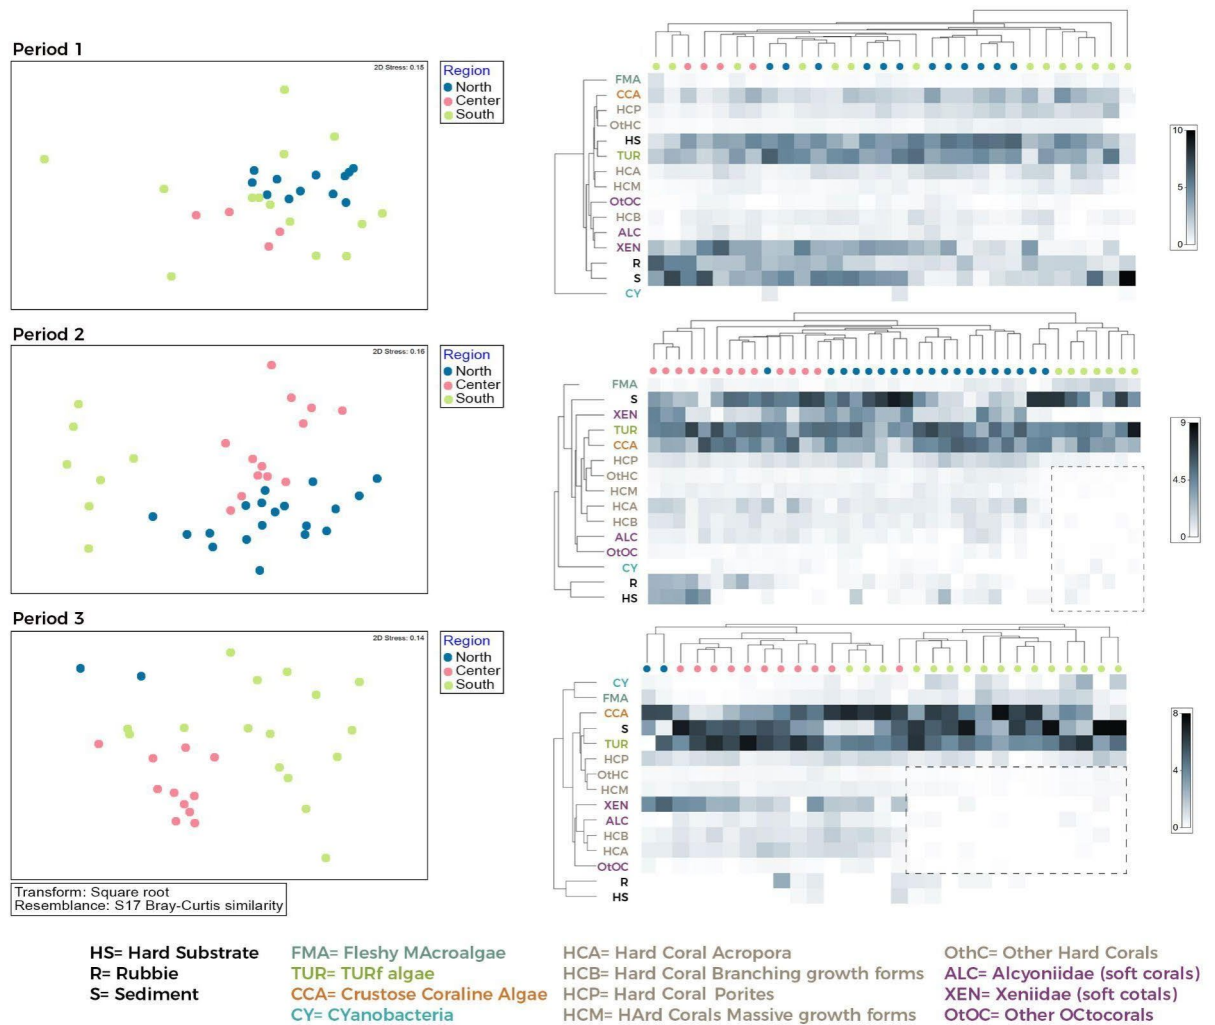 Period 1
2D Stress: 0.15
Region
North
Center
South
FMA
CCA
HCP
OtHC
HS
TUR
HCA
HCM
OtOC
HCB
ALC
XEN
R
S
CY
10
5
0
Period 2
2D Stress: 0.16
Region
North
Center
South
FMA
S
XEN
TUR
CCA
HCP
OtHC
HCM
HCA
HCB
ALC
OtOC
CY
R
HS
9
4.5
0
Period 3
2D Stress: 0.14
Region
North
Center
South
CY
FMA
CCA
S
TUR
HCP
OtHC
HCM
XEN
ALC
HCB
HCA
OtOC
R
HS
8
4
0
Transform: Square root
Resemblance: S17 Bray-Curtis similarity
HS= Hard Substrate FMA= Fleshy MAcroalgae HCA= Hard Coral Acropora OthC= Other Hard Corals
R= Rubbie TUR= TURf algae HCB= Hard Coral Branching growth forms ALC= Alcyoniidae (soft corals)
S= Sediment CCA= Crustose Coraline Algae HCP= Hard Coral Porites XEN= Xeniidae (soft cotals)
CY= CYanobacteria HCM= HArd Corals Massive growth forms OtOC= Other OCtocorals